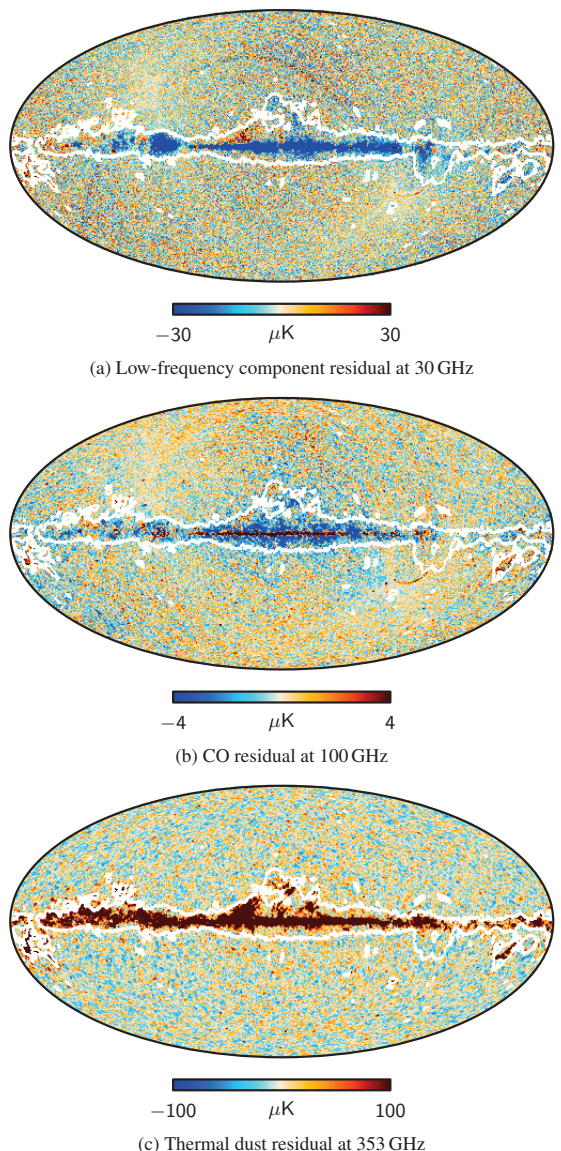 −30 μK 30
(a) Low-frequency component residual at 30 GHz
−4 μK 4
(b) CO residual at 100 GHz
−100 μK 100
(c) Thermal dust residual at 353 GHz